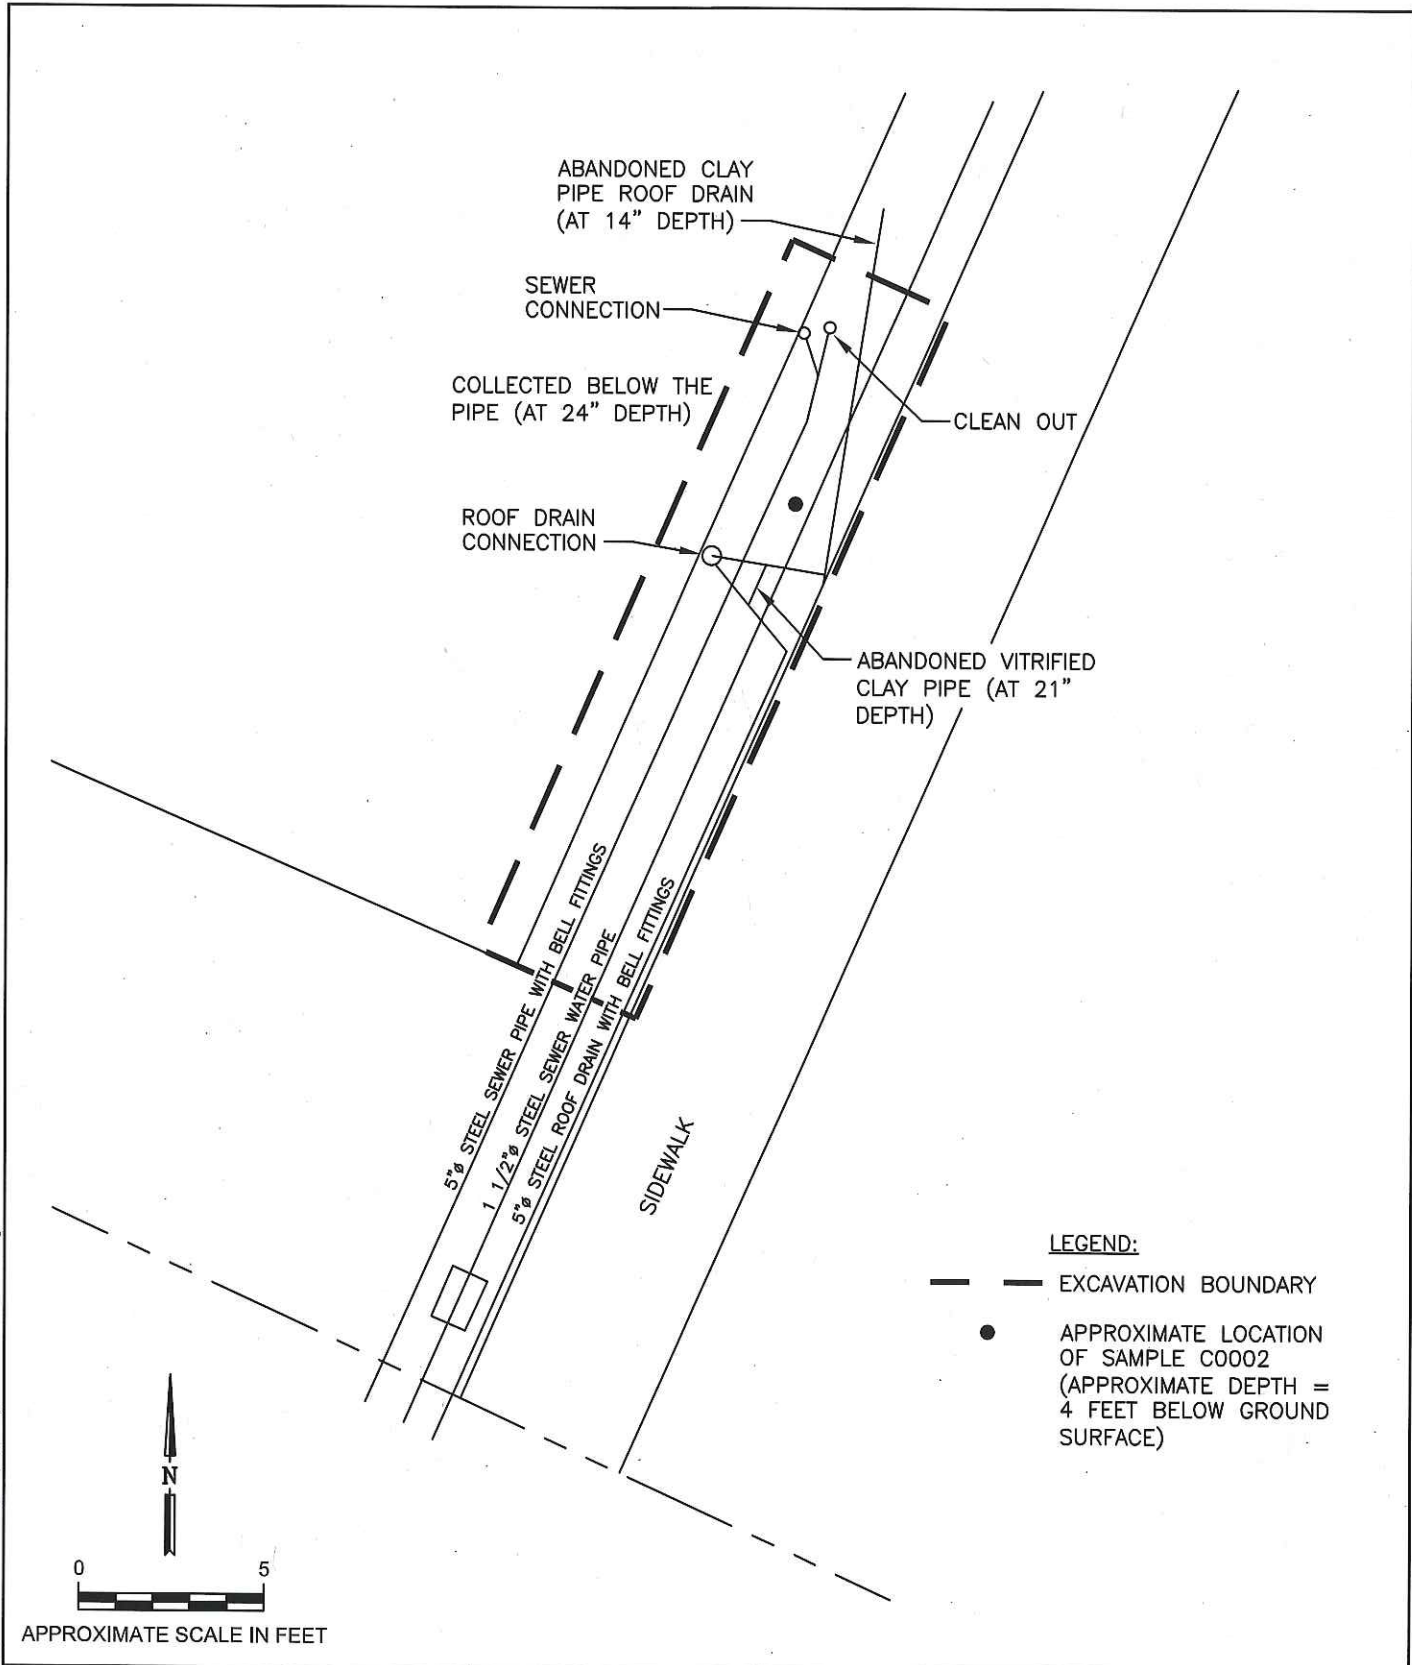 ABANDONED CLAY
PIPE ROOF DRAIN
(AT 14" DEPTH)
SEWER
CONNECTION
COLLECTED BELOW THE
PIPE (AT 24" DEPTH)
CLEAN OUT
ROOF DRAIN
CONNECTION
ABANDONED VITRIFIED
CLAY PIPE (AT 21"
DEPTH)
5"ø STEEL SEWER PIPE WITH BELL FITTINGS
1 1/2"ø STEEL SEWER WATER PIPE
5"ø STEEL ROOF DRAIN WITH BELL FITTINGS
SIDEWALK
LEGEND:
EXCAVATION BOUNDARY
APPROXIMATE LOCATION
OF SAMPLE C0002
(APPROXIMATE DEPTH =
4 FEET BELOW GROUND
SURFACE)
N
0 5
APPROXIMATE SCALE IN FEET